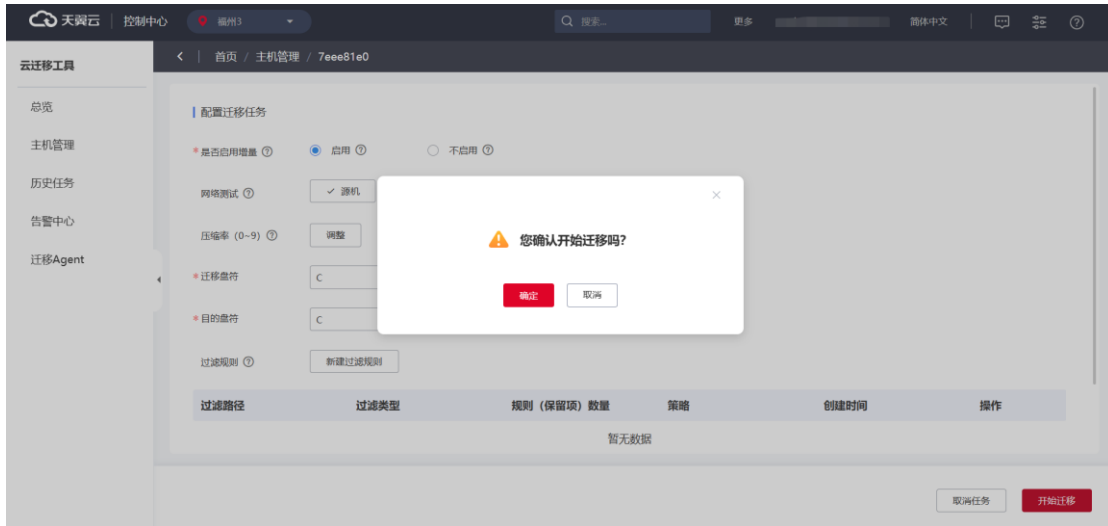 天翼云 控制中心 福州3 搜索... 更多 简体中文
云迁移工具
首页 / 主机管理 / 7eee81e0
总览
主机管理
历史任务
告警中心
迁移Agent
配置迁移任务
* 是否启用增量 启用 不启用
网络测试 源机
压缩率（0~9） 调整
* 迁移盘符 C
* 目的盘符 C
过滤规则 新建过滤规则
您确认开始迁移吗?
确定 取消
过滤路径 过滤类型 规则（保留项）数量 策略 创建时间 操作
暂无数据
取消任务 开始迁移